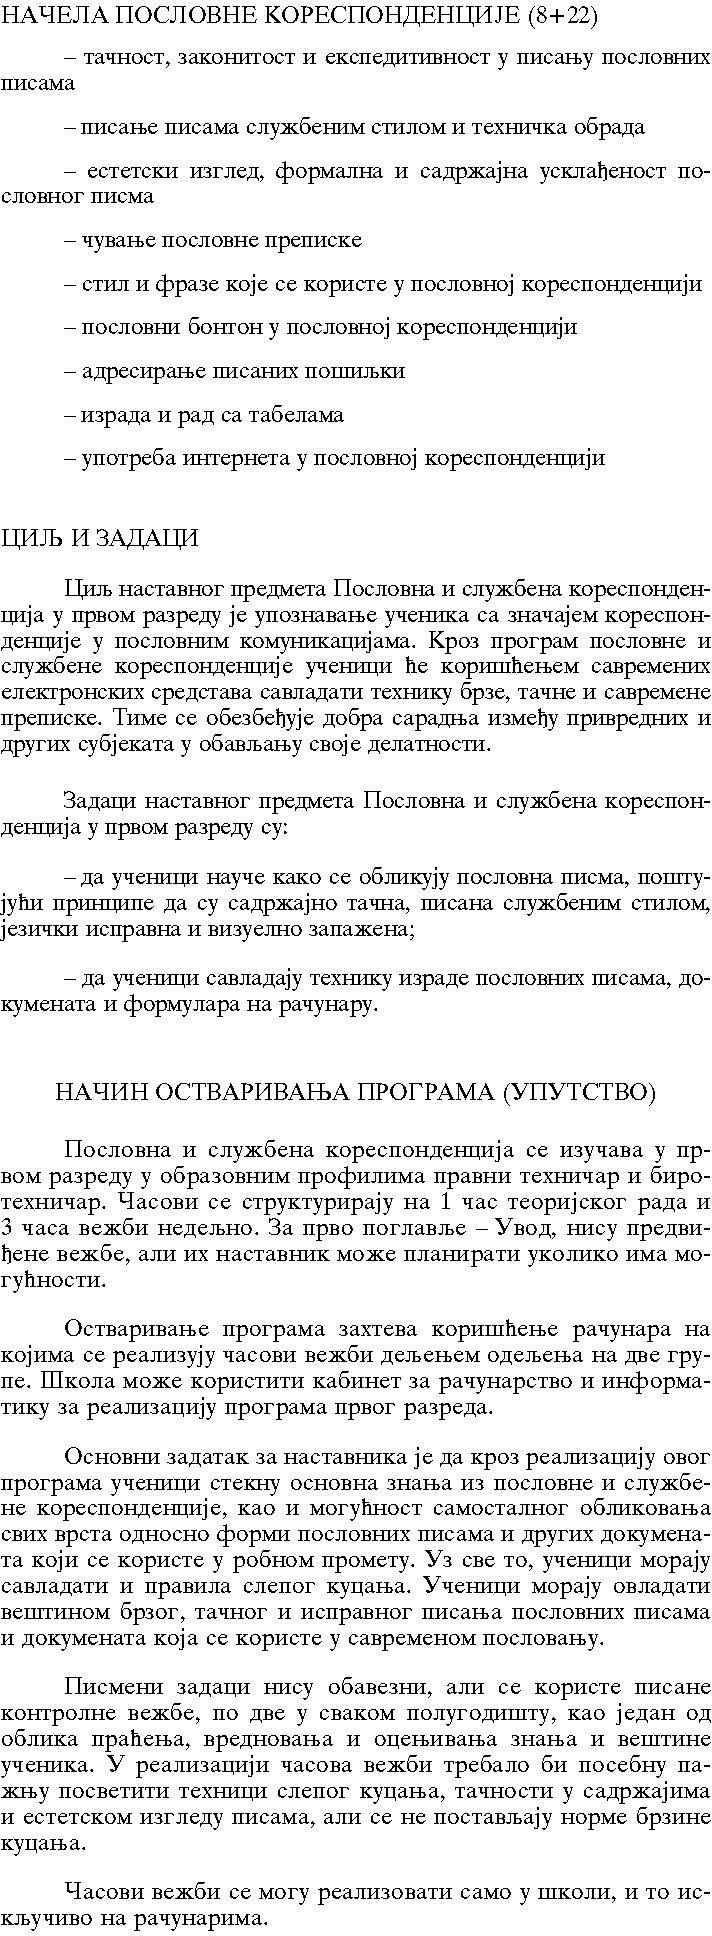 НАЧЕЛА ПОСЛОВНЕ КОРЕСПОНДЕНЦИЈЕ (8+22)
– тачност, законитост и експедитивност у писању пословних
писама
– писање писама службеним стилом и техничка обрада
– естетски изглед, формална и садржајна усклађеност по-
словног писма
– чување пословне преписке
– стил и фразе које се користе у пословној кореспонденцији
– пословни бонтон у пословној кореспонденцији
– адресирање писаних пошиљки
– израда и рад са табелама
– употреба интернета у пословној кореспонденцији
ЦИЉ И ЗАДАЦИ
Циљ наставног предмета Пословна и службена кореспонден-
ција у првом разреду је упознавање ученика са значајем кореспон-
денције у пословним комуникацијама. Кроз програм пословне и
службене кореспонденције ученици ће коришћењем савремених
електронских средстава савладати технику брзе, тачне и савремене
преписке. Тиме се обезбеђује добра сарадња између привредних и
других субјеката у обављању своје делатности.
Задаци наставног предмета Пословна и службена кореспон-
денција у првом разреду су:
– да ученици науче како се обликују пословна писма, пошту-
јући принципе да су садржајно тачна, писана службеним стилом,
језички исправна и визуелно запажена;
– да ученици савладају технику израде пословних писама, до-
кумената и формулара на рачунару.
НАЧИН ОСТВАРИВАЊА ПРОГРАМА (УПУТСТВО)
Пословна и службена кореспонденција се изучава у пр-
вом разреду у образовним профилима правни техничар и биро-
техничар. Часови се структурирају на 1 час теоријског рада и
3 часа вежби недељно. За прво поглавље – Увод, нису предви-
ђене вежбе, али их наставник може планирати уколико има мо-
гућности.
Остваривање програма захтева коришћење рачунара на
којима се реализују часови вежби дељењем одељења на две гру-
пе. Школа може користити кабинет за рачунарство и информа-
тику за реализацију програма првог разреда.
Основни задатак за наставника је да кроз реализацију овог
програма ученици стекну основна знања из пословне и службе-
не кореспонденције, као и могућност самосталног обликовања
свих врста односно форми пословних писама и других докумена-
та који се користе у робном промету. Уз све то, ученици морају
савладати и правила слепог куцања. Ученици морају овладати
вештином брзог, тачног и исправног писања пословних писама
и докумената која се користе у савременом пословању.
Писмени задаци нису обавезни, али се користе писане
контролне вежбе, по две у сваком полугодишту, као један од
облика праћења, вредновања и оцењивања знања и вештине
ученика. У реализацији часова вежби требало би посебну па-
жњу посветити техници слепог куцања, тачности у садржајима
и естетском изгледу писама, али се не постављају норме брзине
куцања.
Часови вежби се могу реализовати само у школи, и то ис-
кључиво на рачунарима.